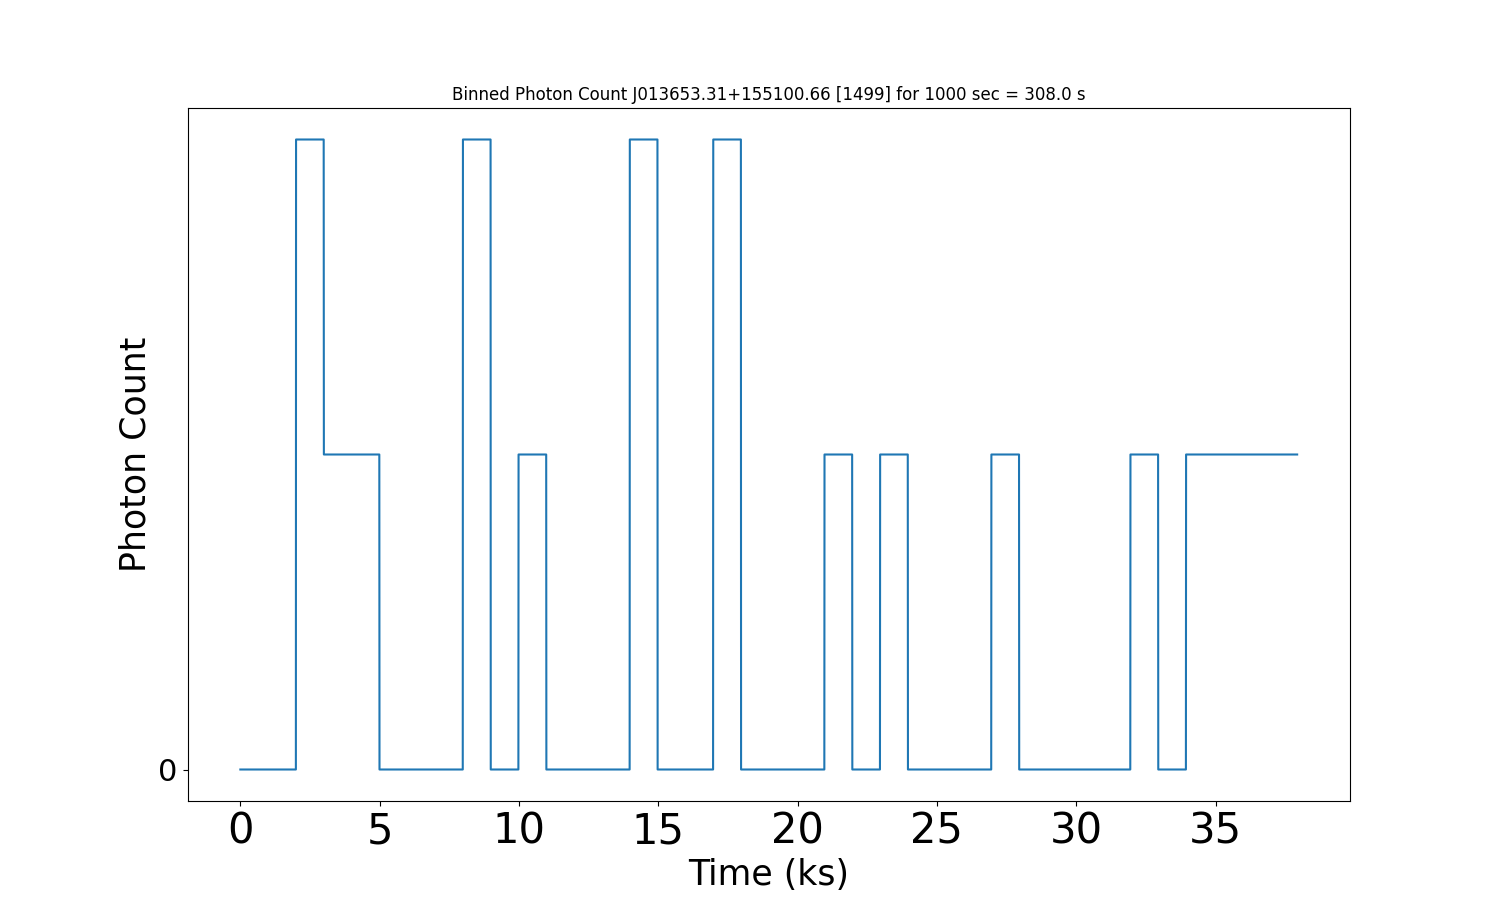 Binned Photon Count J013653.31+155100.66 [1499] for 1000 sec = 308.0 s
Photon Count
0
0 5 10 15 20 25 30 35
Time (ks)